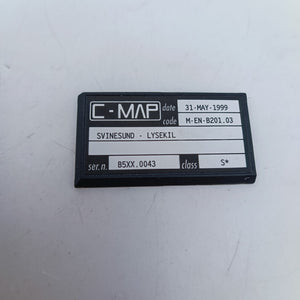 C-MAP date 31-MAY-1999
code M-EN-B201.03
SVINESUND - LYSEKIL
ser.n. B5XX.0043 class S*